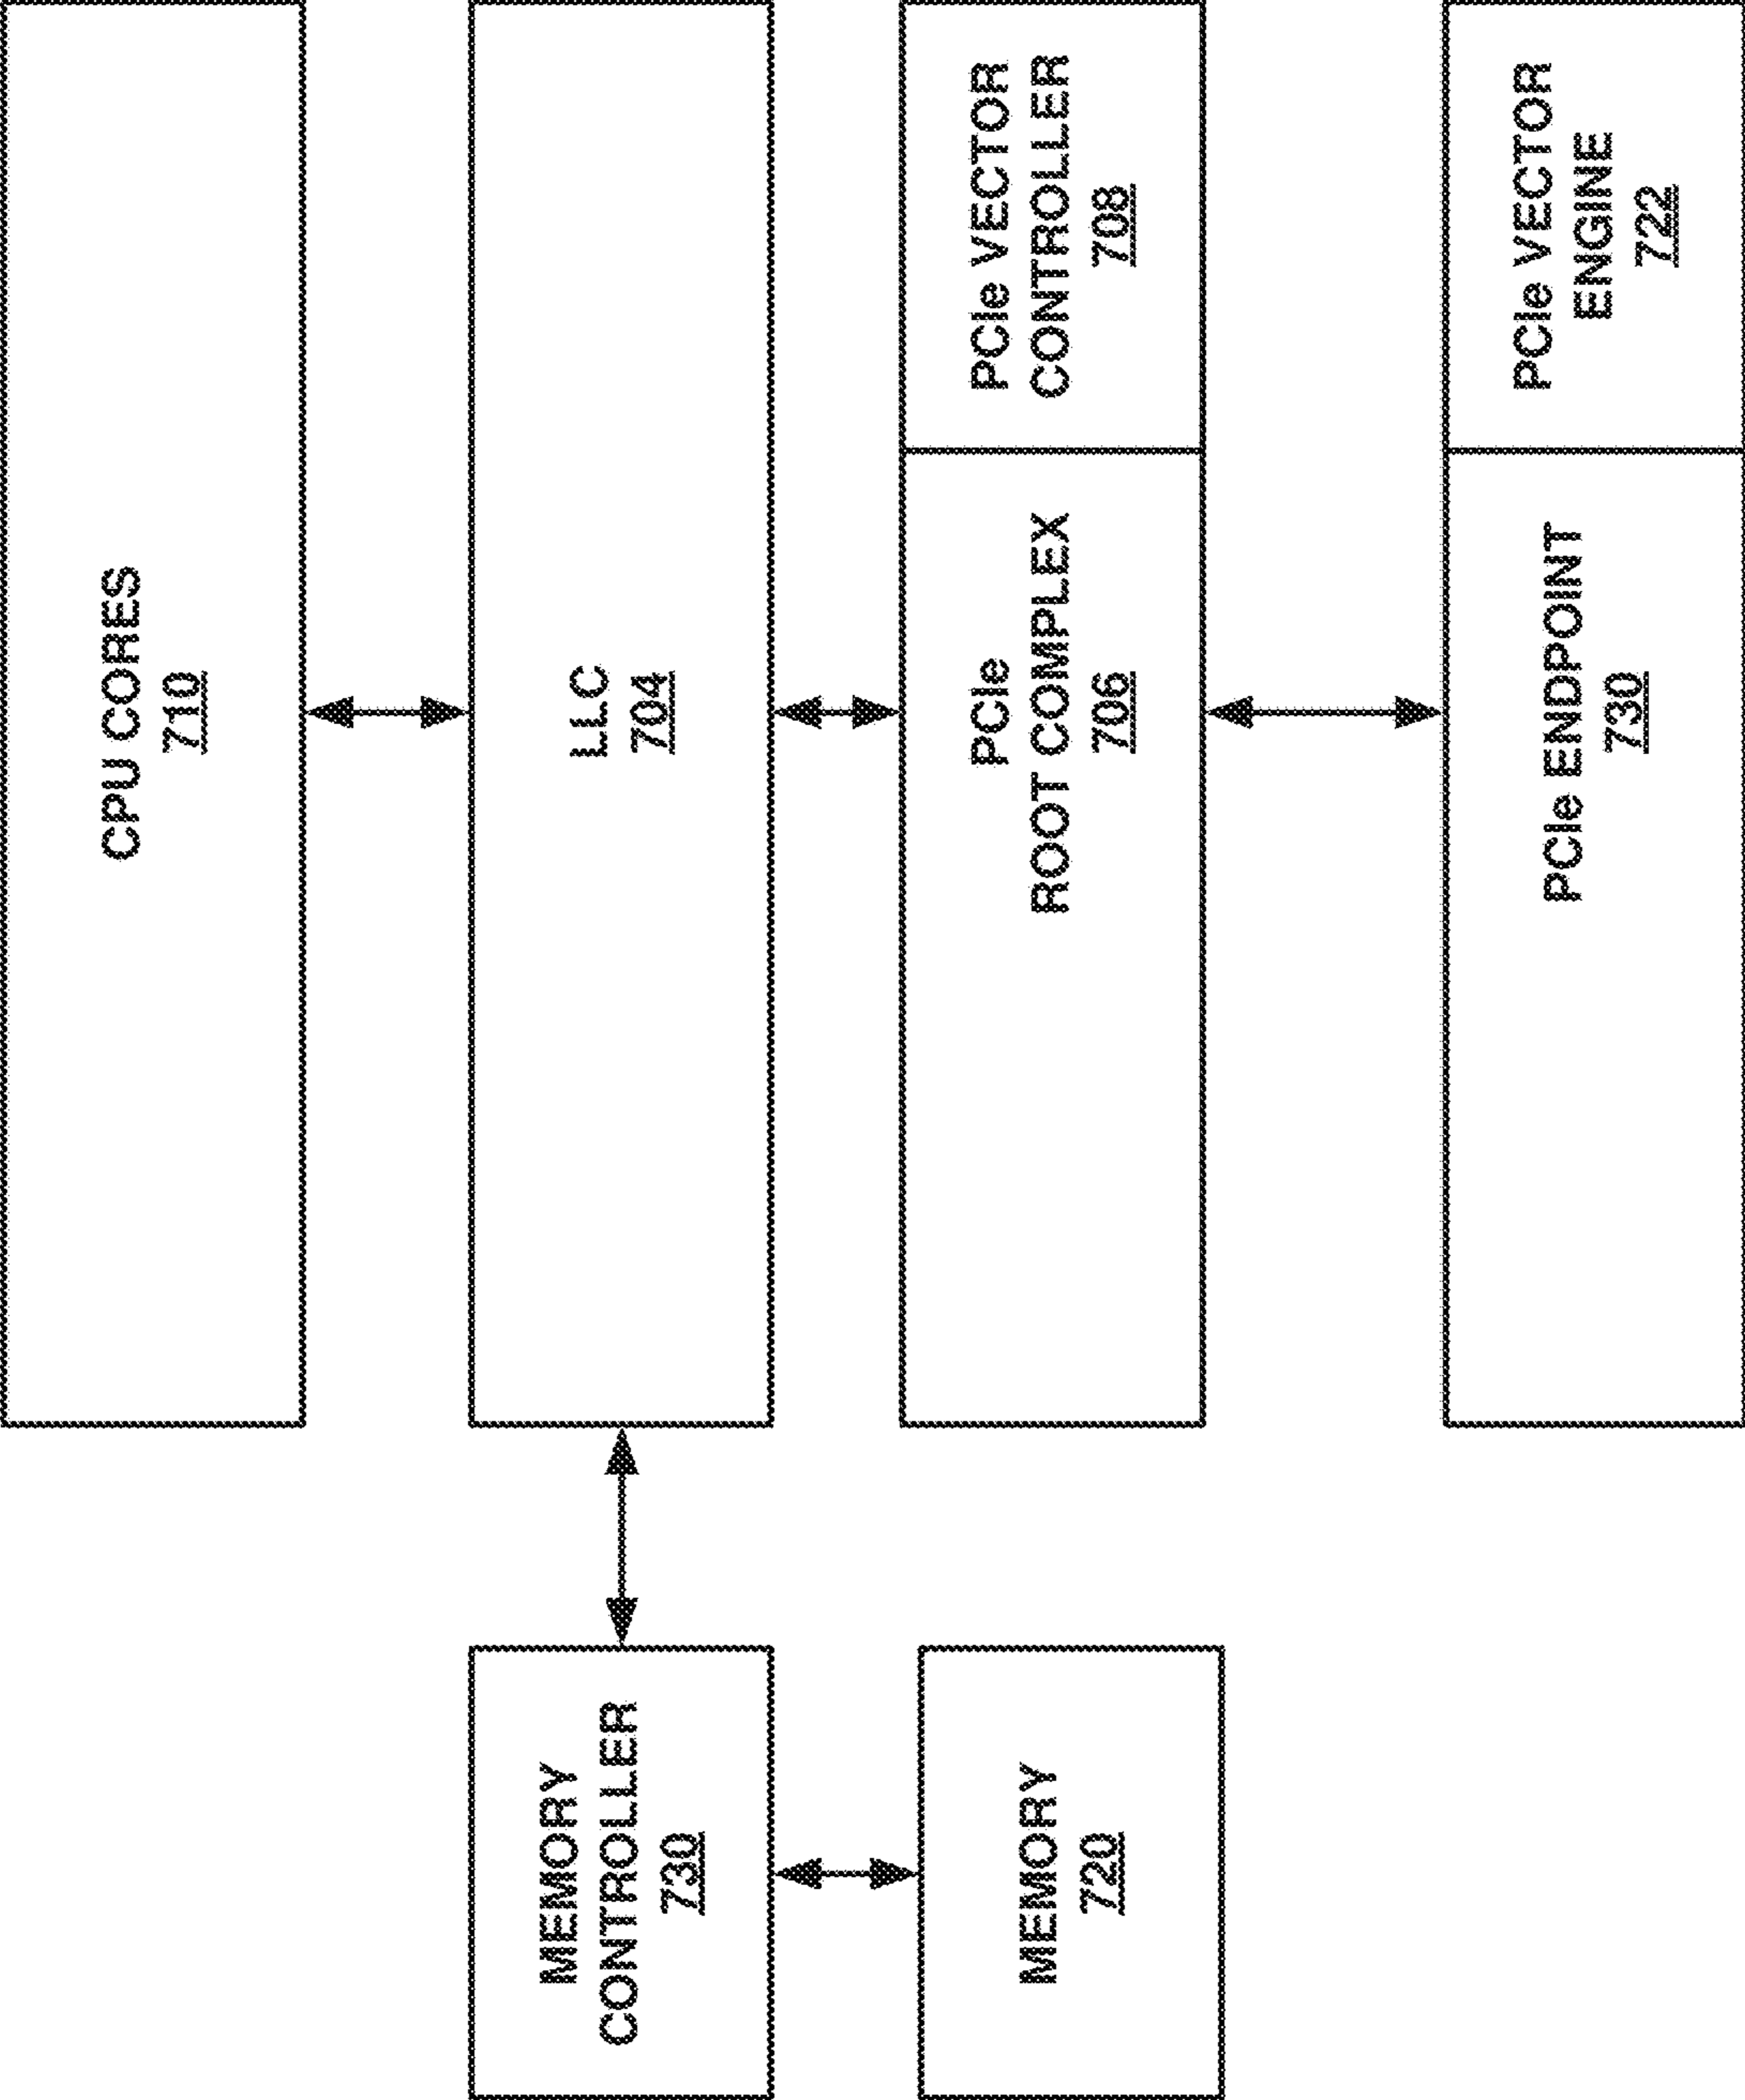 CPU CORES
710
LLC
704
PCIe
ROOT COMPLEX
706
PCIe VECTOR
CONTROLLER
708
PCIe ENDPOINT
730
PCIe VECTOR
ENGINE
722
MEMORY
CONTROLLER
730
MEMORY
720